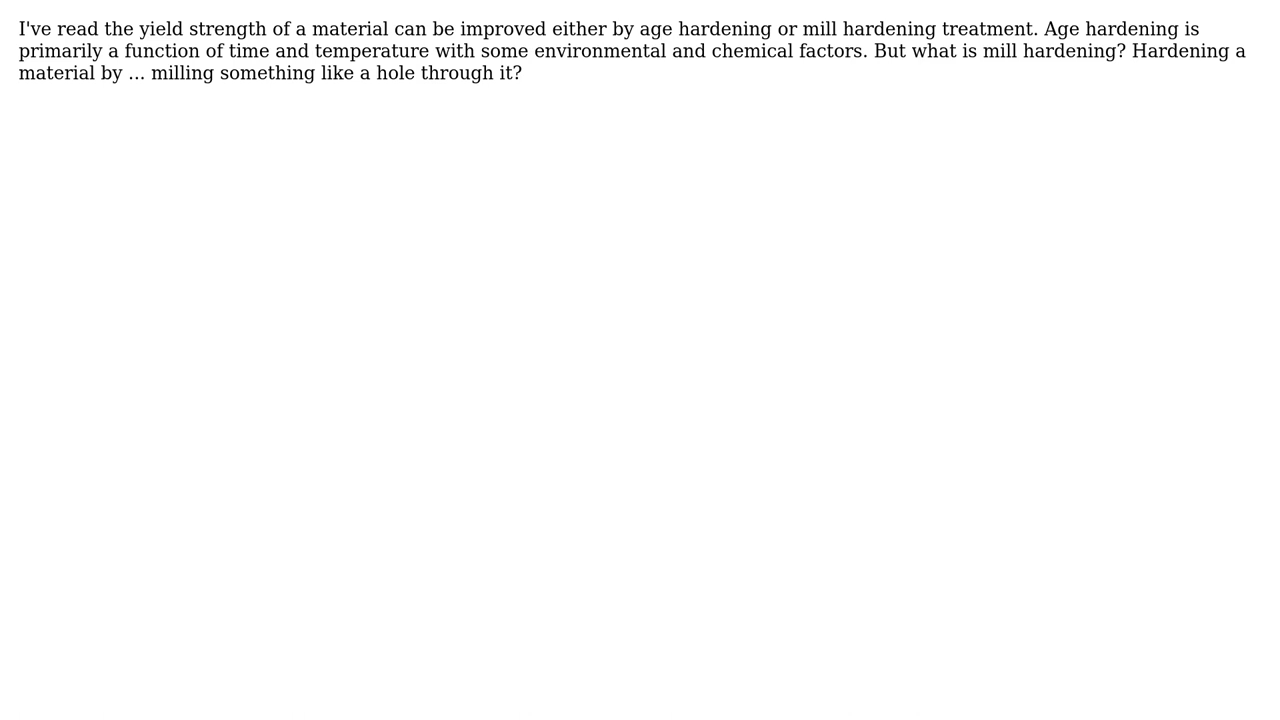 I've read the yield strength of a material can be improved either by age hardening or mill hardening treatment. Age hardening is
primarily a function of time and temperature with some environmental and chemical factors. But what is mill hardening? Hardening a
material by ... milling something like a hole through it?